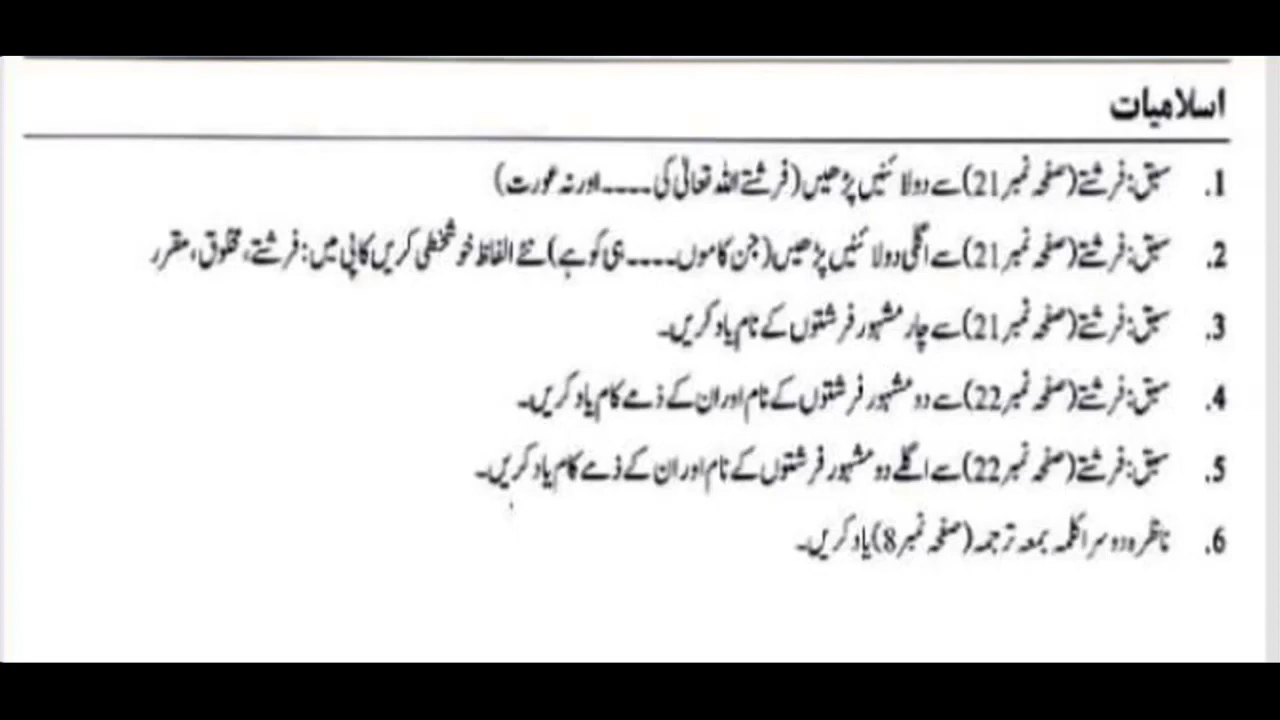 اسلامیات
1. سبق: فرشتے (صفحہ نمبر 21) سے دو لائنیں پڑھیں (فرشتے اللہ تعالیٰ کی ---- اور نہ عورت)
2. سبق: فرشتے (صفحہ نمبر 21) سے اگلی دو لائنیں پڑھیں (جن کاموں ---- ہی کو ہے) نئے الفاظ خوشخطی کریں کاپی میں: فرشتے، مخلوق، مقرر
3. سبق: فرشتے (صفحہ نمبر 21) سے چار مشہور فرشتوں کے نام یاد کریں۔
4. سبق: فرشتے (صفحہ نمبر 22) سے دو مشہور فرشتوں کے نام اور ان کے ذمے کام یاد کریں۔
5. سبق: فرشتے (صفحہ نمبر 22) سے اگلے دو مشہور فرشتوں کے نام اور ان کے ذمے کام یاد کریں۔
6. ناظرہ دوسرا کلمہ بمعہ ترجمہ (صفحہ نمبر 8) یاد کریں۔